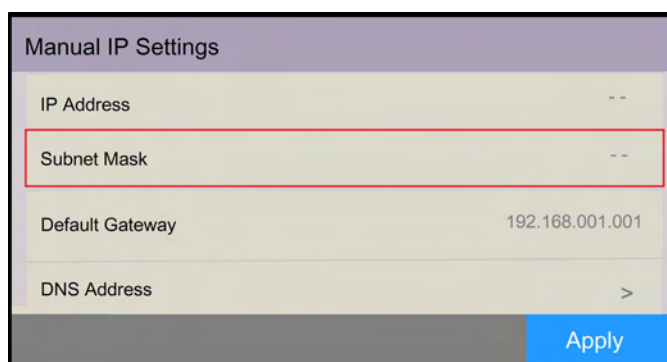 Manual IP Settings
IP Address - -
Subnet Mask - -
Default Gateway 192.168.001.001
DNS Address >
Apply